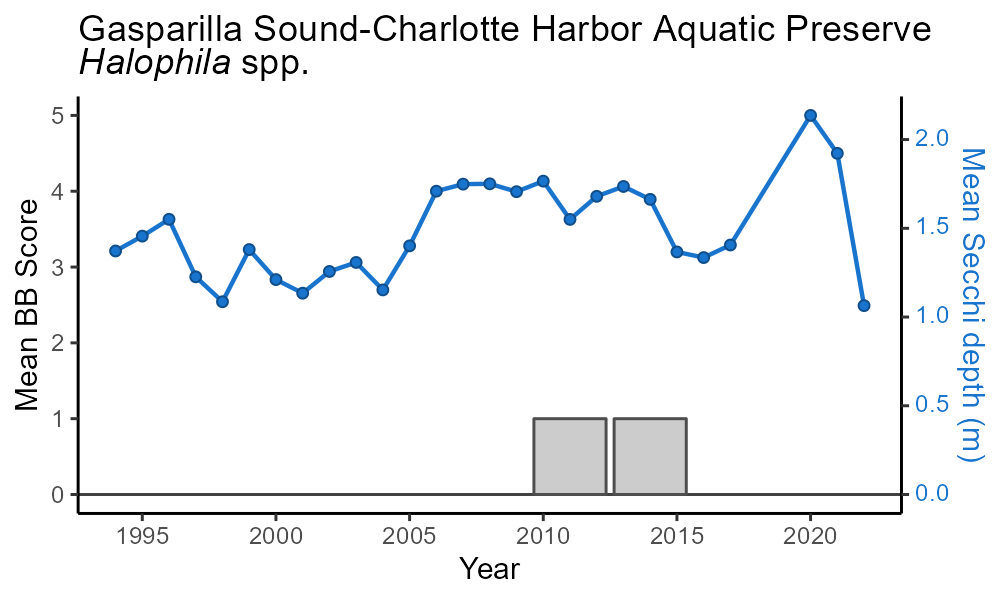 Gasparilla Sound-Charlotte Harbor Aquatic Preserve
Halophila spp.
Mean BB Score
5
4
3
2
1
0
2.0
1.5
1.0
0.5
0.0
Mean Secchi depth (m)
1995 2000 2005 2010 2015 2020
Year